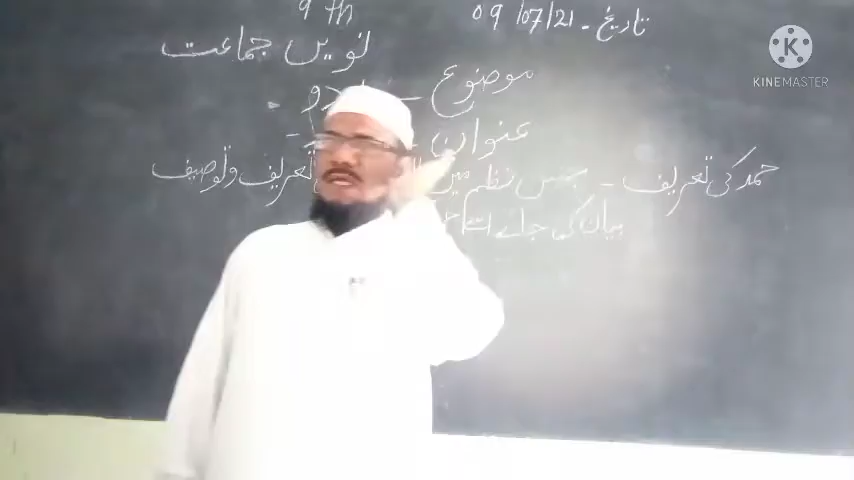 9 th
تاریخ - 09/07/21
نویں جماعت
موضوع -
عنوان -
حمد کی تعریف - جس نظم میں تعریف و توصیف
بیان کی جائے اسے
KINEMASTER